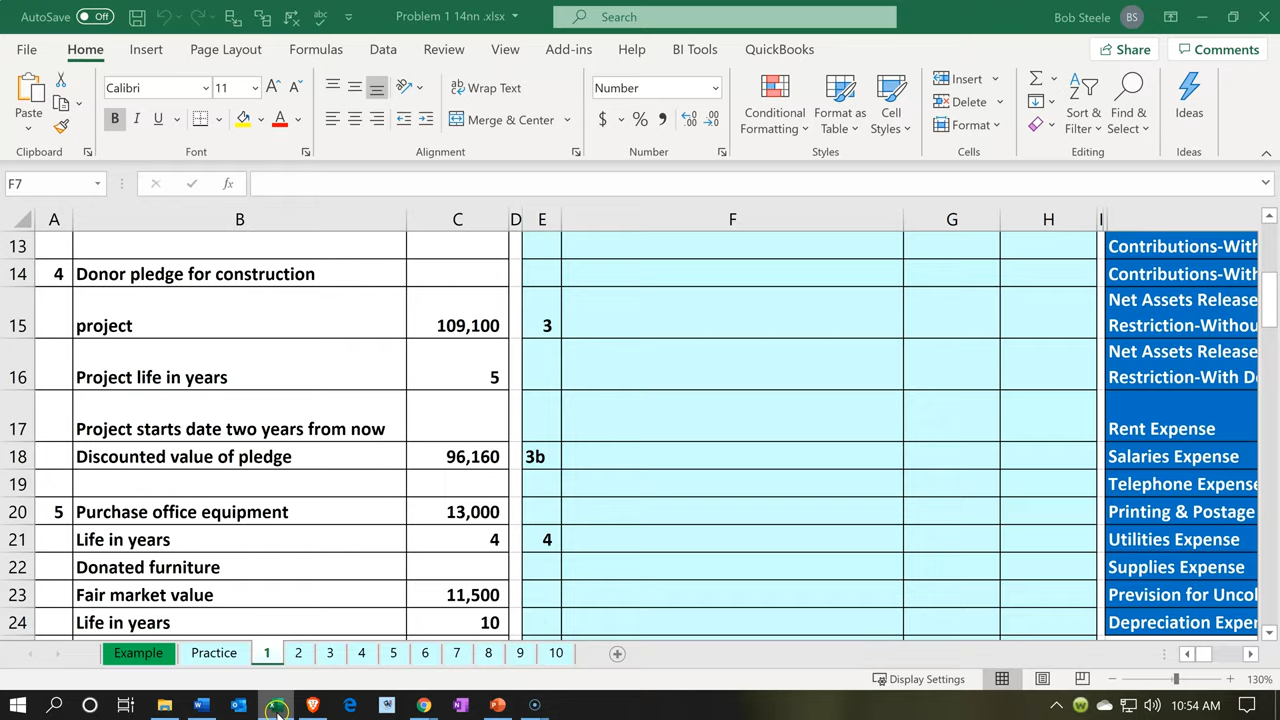 AutoSave Off Problem 1 14nn .xlsx Search Bob Steele BS
File Home Insert Page Layout Formulas Data Review View Add-ins Help BI Tools QuickBooks Share Comments
Calibri 11 Wrap Text Number Insert
Paste B I U Merge & Center $ % Conditional Formatting Format as Table Cell Styles Delete Format Sort & Filter Find & Select Ideas
Clipboard Font Alignment Number Styles Cells Editing Ideas
F7 fx
A B C D E F G H I
13 Contributions-With
14 4 Donor pledge for construction Contributions-With
Net Assets Release
15 project 109,100 3 Restriction-Withou
Net Assets Release
16 Project life in years 5 Restriction-With D
17 Project starts date two years from now Rent Expense
18 Discounted value of pledge 96,160 3b Salaries Expense
19 Telephone Expense
20 5 Purchase office equipment 13,000 Printing & Postage
21 Life in years 4 4 Utilities Expense
22 Donated furniture Supplies Expense
23 Fair market value 11,500 Prevision for Uncol
24 Life in years 10 Depreciation Expen
Example Practice 1 2 3 4 5 6 7 8 9 10
Display Settings 130%
10:54 AM